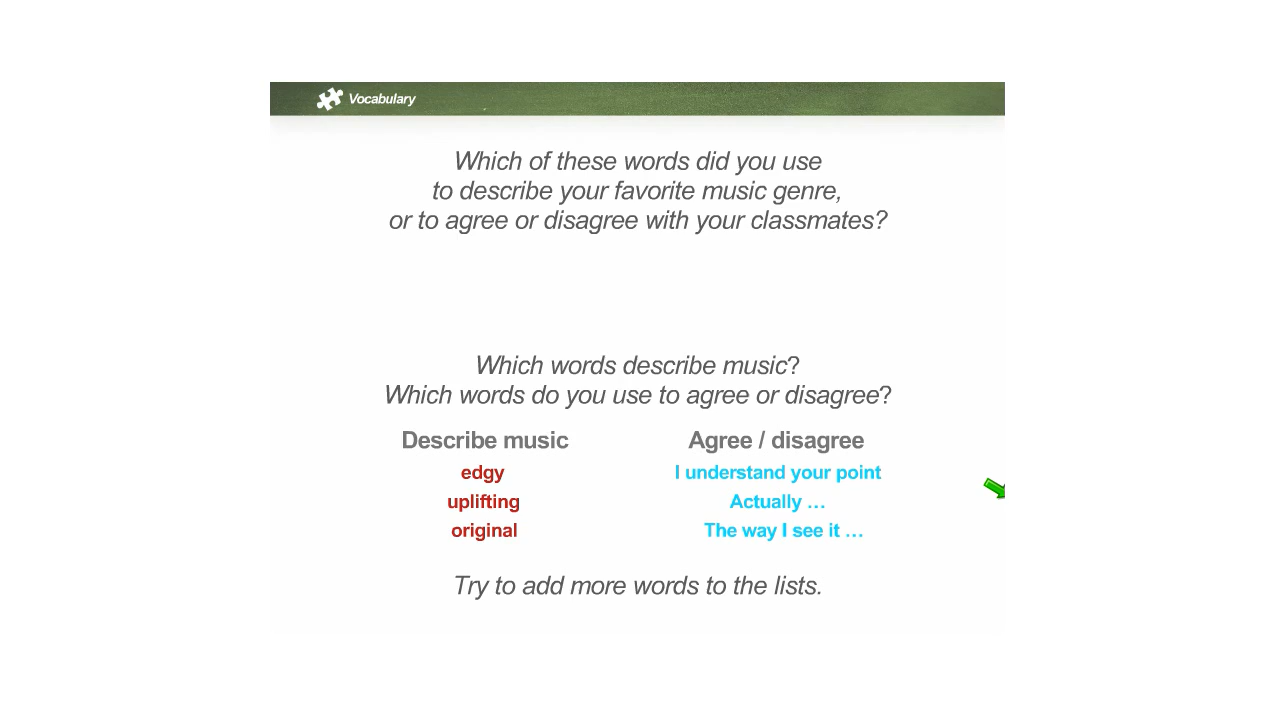 Vocabulary
Which of these words did you use
to describe your favorite music genre,
or to agree or disagree with your classmates?
Which words describe music?
Which words do you use to agree or disagree?
Describe music
edgy
uplifting
original
Agree / disagree
I understand your point
Actually …
The way I see it …
Try to add more words to the lists.